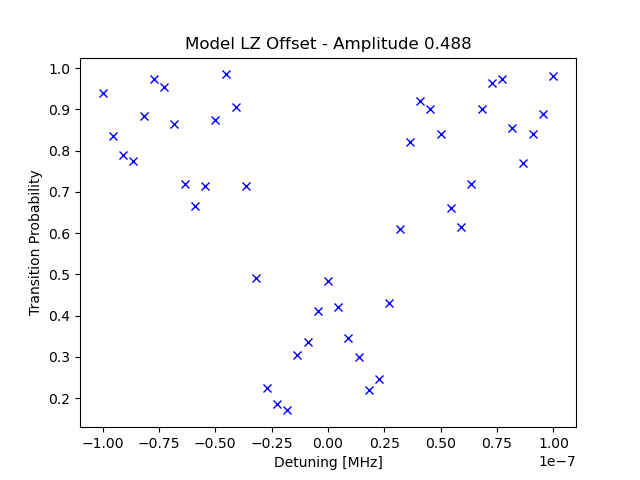 Model LZ Offset - Amplitude 0.488
Transition Probability
1.0
0.9
0.8
0.7
0.6
0.5
0.4
0.3
0.2
−1.00 −0.75 −0.50 −0.25 0.00 0.25 0.50 0.75 1.00
1e−7
Detuning [MHz]